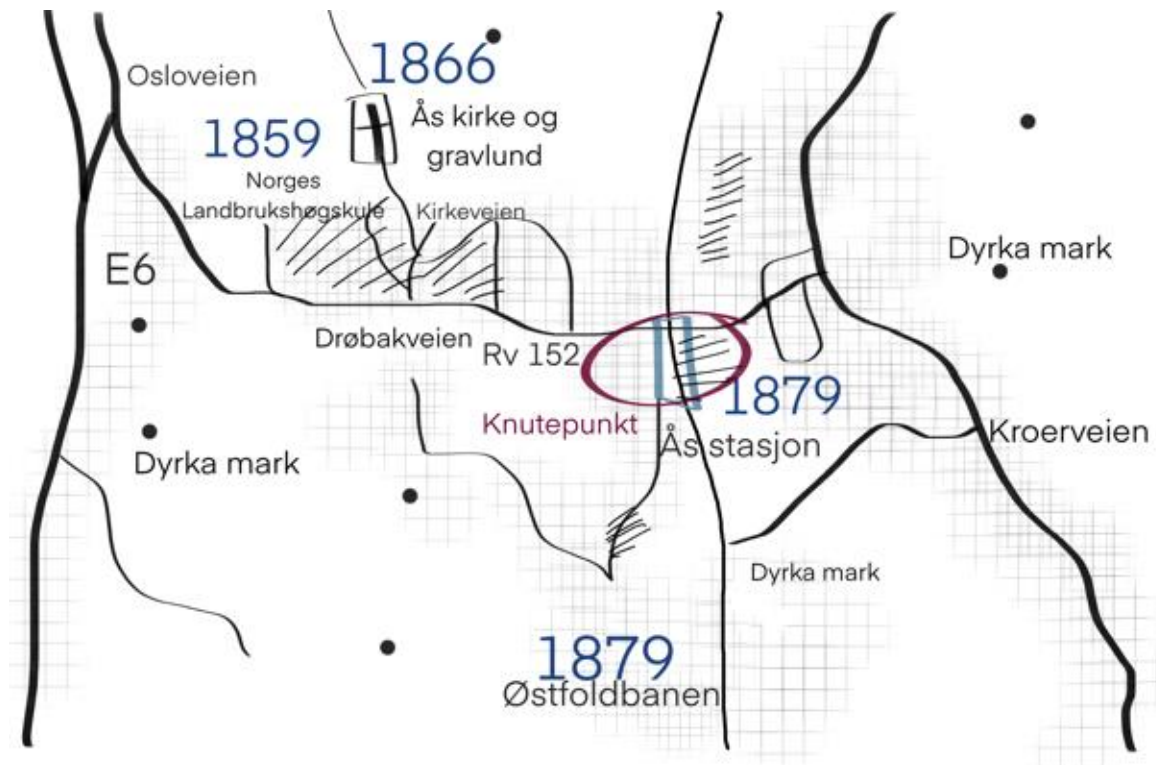 Osloveien
1866
Ås kirke og
gravlund
1859
Norges
Landbrukshøgskule
Kirkeveien
E6
Dyrka mark
Drøbakveien
Rv 152
1879
Ås stasjon
Knutepunkt
Kroerveien
Dyrka mark
Dyrka mark
1879
Østfoldbanen